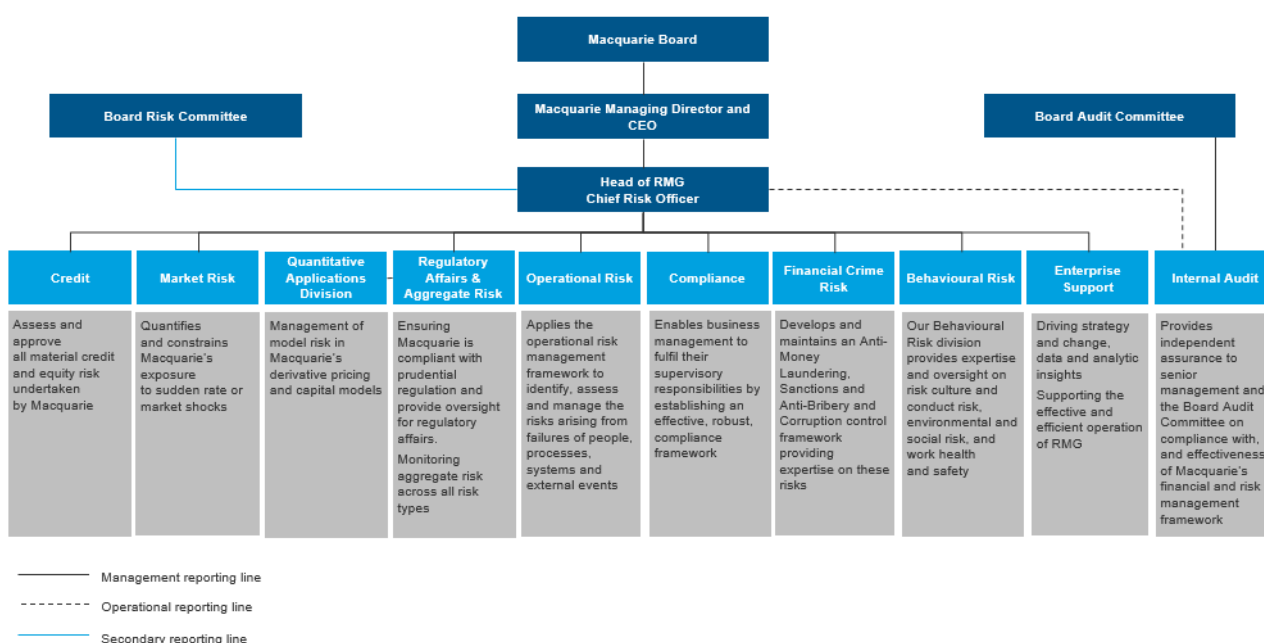 Macquarie Board
Board Risk Committee
Macquarie Managing Director and
CEO
Board Audit Committee
Head of RMG
Chief Risk Officer
Credit
Market Risk
Quantitative
Applications
Division
Regulatory
Affairs &
Aggregate Risk
Operational Risk
Compliance
Financial Crime
Risk
Behavioural Risk
Enterprise
Support
Internal Audit
Assess and
approve
all material credit
and equity risk
undertaken
by Macquarie
Quantifies
and constrains
Macquarie's
exposure
to sudden rate or
market shocks
Management of
model risk in
Macquarie's
derivative pricing
and capital models
Ensuring
Macquarie is
compliant with
prudential
regulation and
provide oversight
for regulatory
affairs.
Monitoring
aggregate risk
across all risk
types
Applies the
operational risk
management
framework to
identify, assess
and manage the
risks arising from
failures of people,
processes,
systems and
external events
Enables business
management to
fulfil their
supervisory
responsibilities by
establishing an
effective, robust,
compliance
framework
Develops and
maintains an Anti-
Money
Laundering,
Sanctions and
Anti-Bribery and
Corruption control
framework
providing
expertise on these
risks
Our Behavioural
Risk division
provides expertise
and oversight on
risk culture and
conduct risk,
environmental and
social risk, and
work health
and safety
Driving strategy
and change,
data and analytic
insights
Supporting the
effective and
efficient operation
of RMG
Provides
independent
assurance to
senior
management and
the Board Audit
Committee on
compliance with,
and effectiveness
of Macquarie's
financial and risk
management
framework
Management reporting line
Operational reporting line
Secondary reporting line